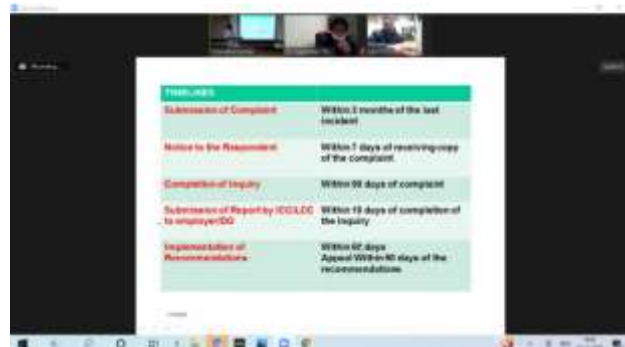 TIMELINES
Submission of Complaint
Within 3 months of the last
incident
Notice to the Respondent
Within 7 days of receiving copy
of the complaint
Completion of Inquiry
Within 90 days of complaint
Submission of Report by ICC/LCC
to employer/DO
Within 10 days of completion of
the inquiry
Implementation of
Recommendations
Within 60 days
Appeal Within 90 days of the
recommendations